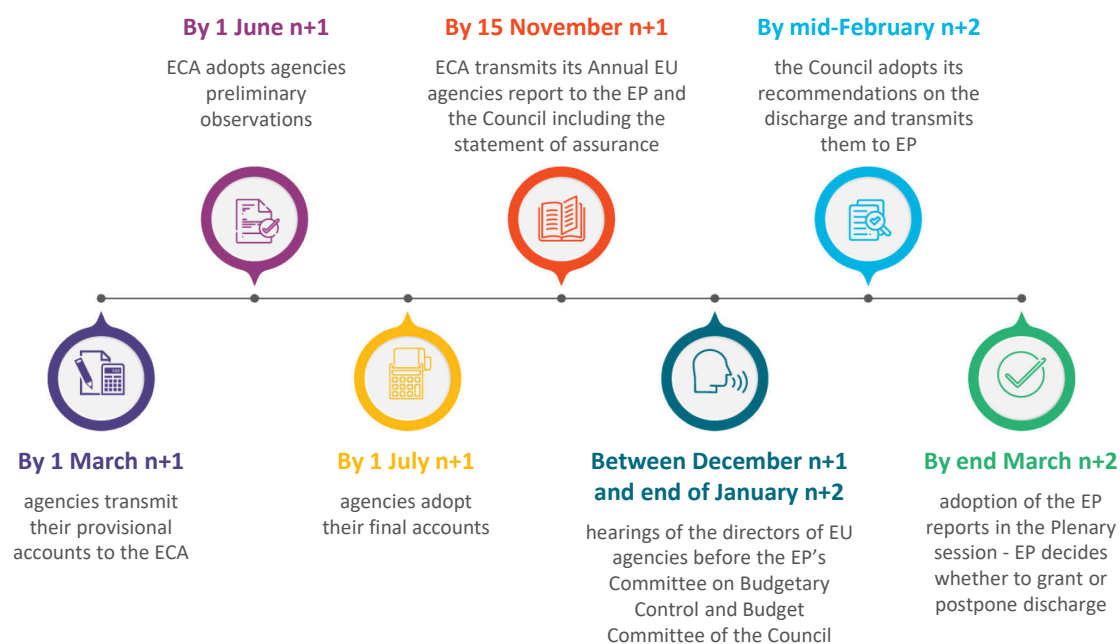 By 1 June n+1
ECA adopts agencies
preliminary
observations
By 15 November n+1
ECA transmits its Annual EU
agencies report to the EP and
the Council including the
statement of assurance
By mid-February n+2
the Council adopts its
recommendations on the
discharge and transmits
them to EP
By 1 March n+1
agencies transmit
their provisional
accounts to the ECA
By 1 July n+1
agencies adopt
their final accounts
Between December n+1
and end of January n+2
hearings of the directors of EU
agencies before the EP’s
Committee on Budgetary
Control and Budget
Committee of the Council
By end March n+2
adoption of the EP
reports in the Plenary
session - EP decides
whether to grant or
postpone discharge